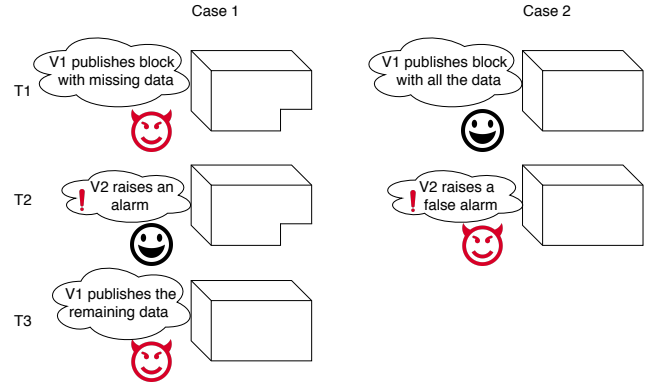 Case 1
Case 2
T1
V1 publishes block
with missing data
V1 publishes block
with all the data
T2
! V2 raises an
alarm
! V2 raises a
false alarm
T3
V1 publishes the
remaining data